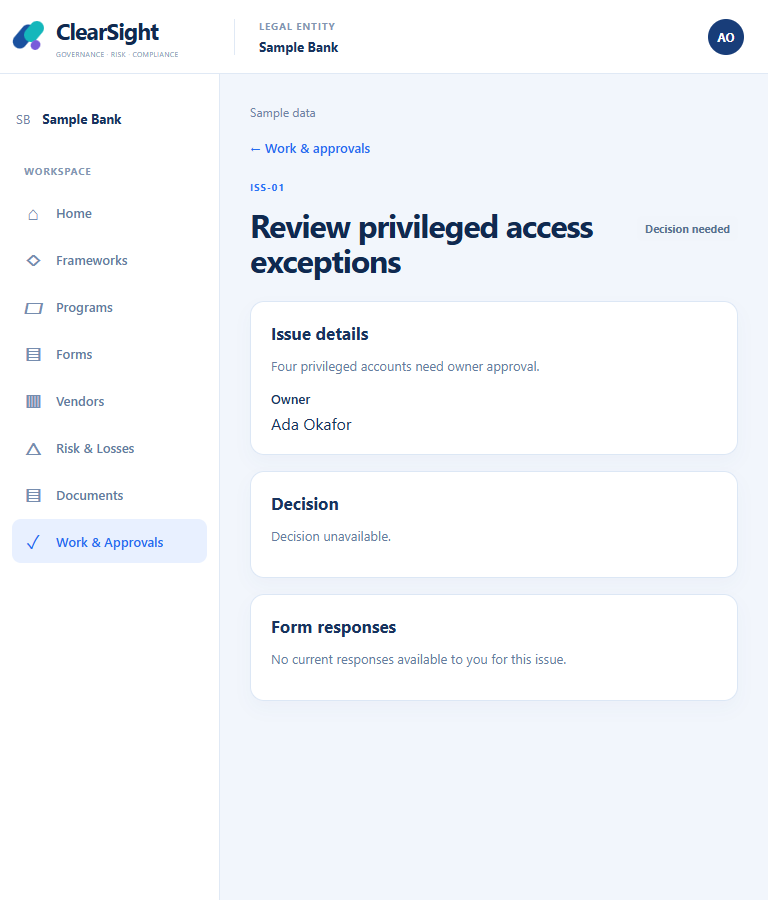 ClearSight
GOVERNANCE · RISK · COMPLIANCE
LEGAL ENTITY
Sample Bank
AO
SB Sample Bank
WORKSPACE
Home
Frameworks
Programs
Forms
Vendors
Risk & Losses
Documents
Work & Approvals
Sample data
← Work & approvals
ISS-01
Review privileged access
exceptions
Decision needed
Issue details
Four privileged accounts need owner approval.
Owner
Ada Okafor
Decision
Decision unavailable.
Form responses
No current responses available to you for this issue.